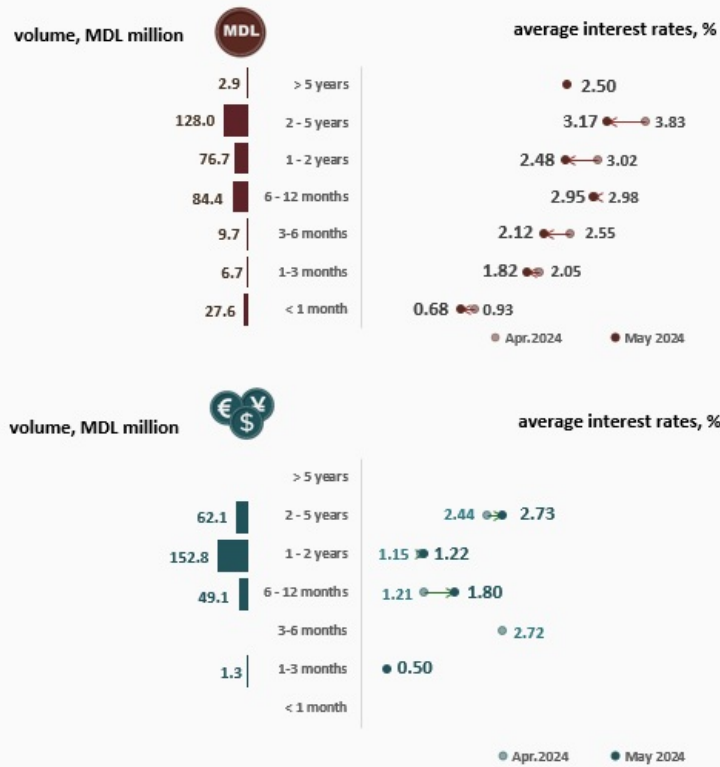 volume, MDL million MDL average interest rates, %
2.9 > 5 years 2.50
128.0 2 - 5 years 3.17 3.83
76.7 1 - 2 years 2.48 3.02
84.4 6 - 12 months 2.95 2.98
9.7 3-6 months 2.12 2.55
6.7 1-3 months 1.82 2.05
27.6 < 1 month 0.68 0.93
Apr.2024 May 2024
€ ¥ $
volume, MDL million average interest rates, %
> 5 years
62.1 2 - 5 years 2.44 2.73
152.8 1 - 2 years 1.15 1.22
49.1 6 - 12 months 1.21 1.80
3-6 months 2.72
1.3 1-3 months 0.50
< 1 month
Apr.2024 May 2024